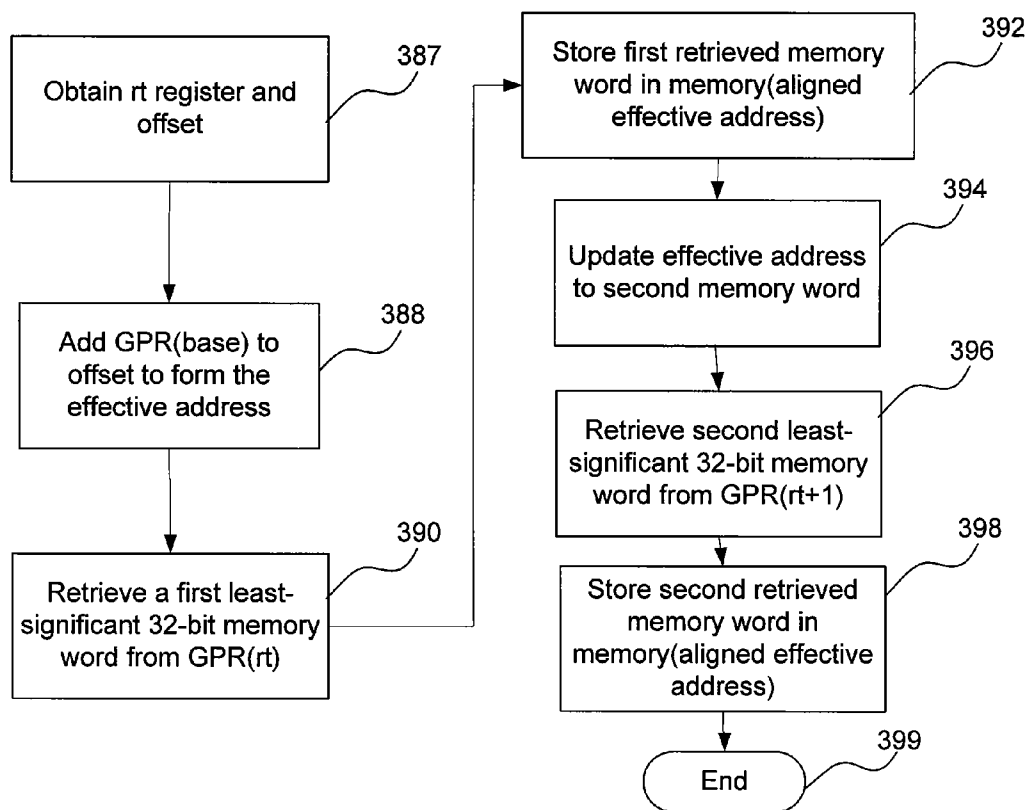 387
Obtain rt register and
offset
388
Add GPR(base) to
offset to form the
effective address
390
Retrieve a first least-
significant 32-bit memory
word from GPR(rt)
392
Store first retrieved memory
word in memory(aligned
effective address)
394
Update effective address
to second memory word
396
Retrieve second least-
significant 32-bit memory
word from GPR(rt+1)
398
Store second retrieved
memory word in
memory(aligned effective
address)
399
End